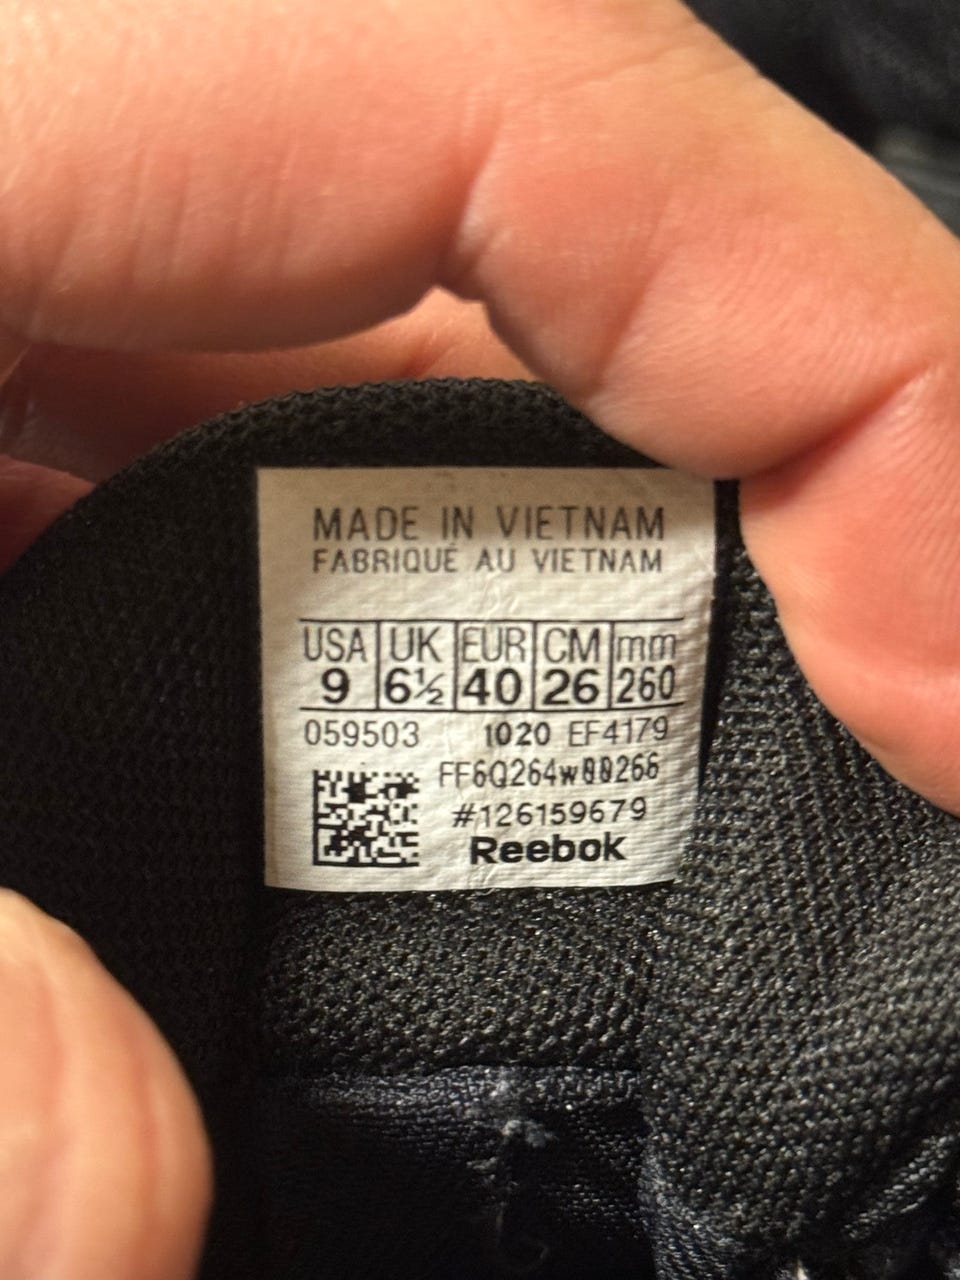 MADE IN VIETNAM
FABRIQUÉ AU VIETNAM
USA UK EUR CM mm
9 6½ 40 26 260
059503 1020 EF4179
FF6Q264w00266
#126159679
Reebok